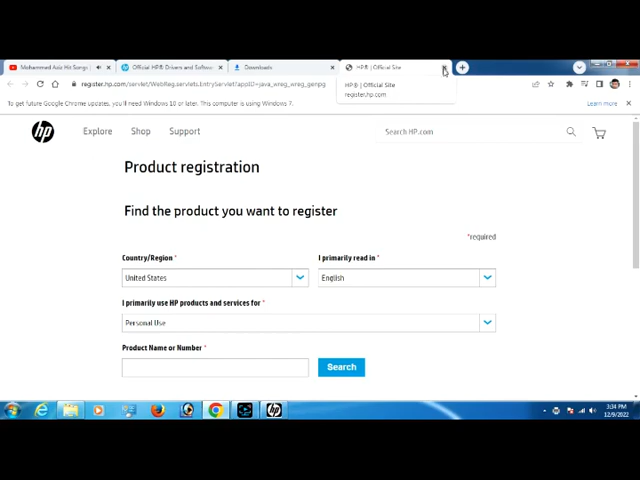 Mohammed Aziz Hit Songs |
Official HP® Drivers and Softwa
Downloads
HP® | Official Site
HP® | Official Site
register.hp.com
register.hp.com/servlet/WebReg.servlets.EntryServlet?appID=java_wreg_wreg_genpg
To get future Google Chrome updates, you'll need Windows 10 or later. This computer is using Windows 7.
Learn more
hp
Explore
Shop
Support
Search HP.com
Product registration
Find the product you want to register
*required
Country/Region *
I primarily read in *
United States
English
I primarily use HP products and services for *
Personal Use
Product Name or Number *
Search
3:34 PM
12/9/2022